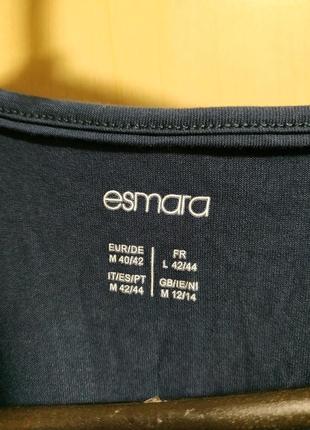 esmara
EUR/DE
M 40/42
IT/ES/PT
M 42/44
FR
L 42/44
GB/IE/NI
M 12/14